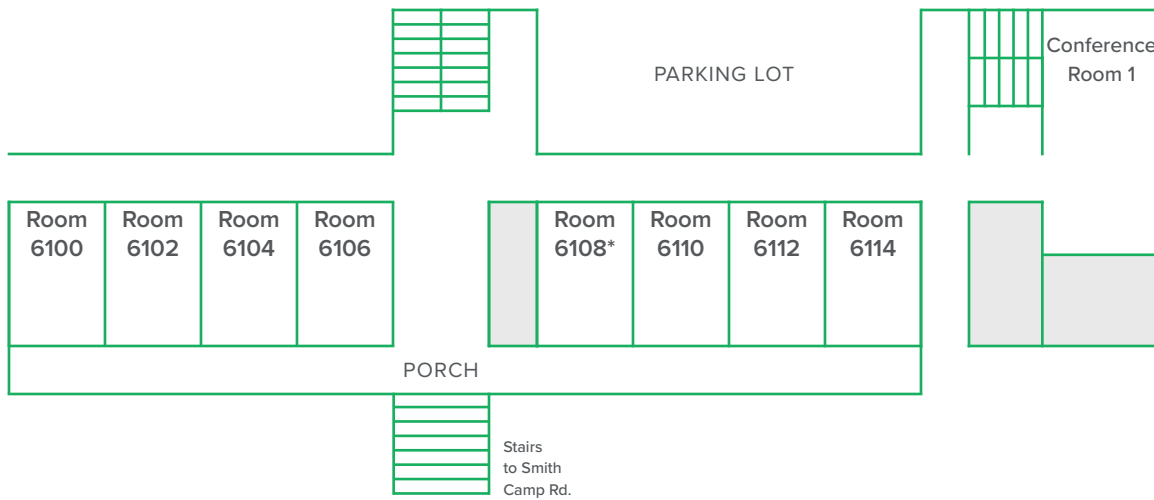 PARKING LOT
Conference
Room 1
Room
6100
Room
6102
Room
6104
Room
6106
Room
6108*
Room
6110
Room
6112
Room
6114
PORCH
Stairs
to Smith
Camp Rd.